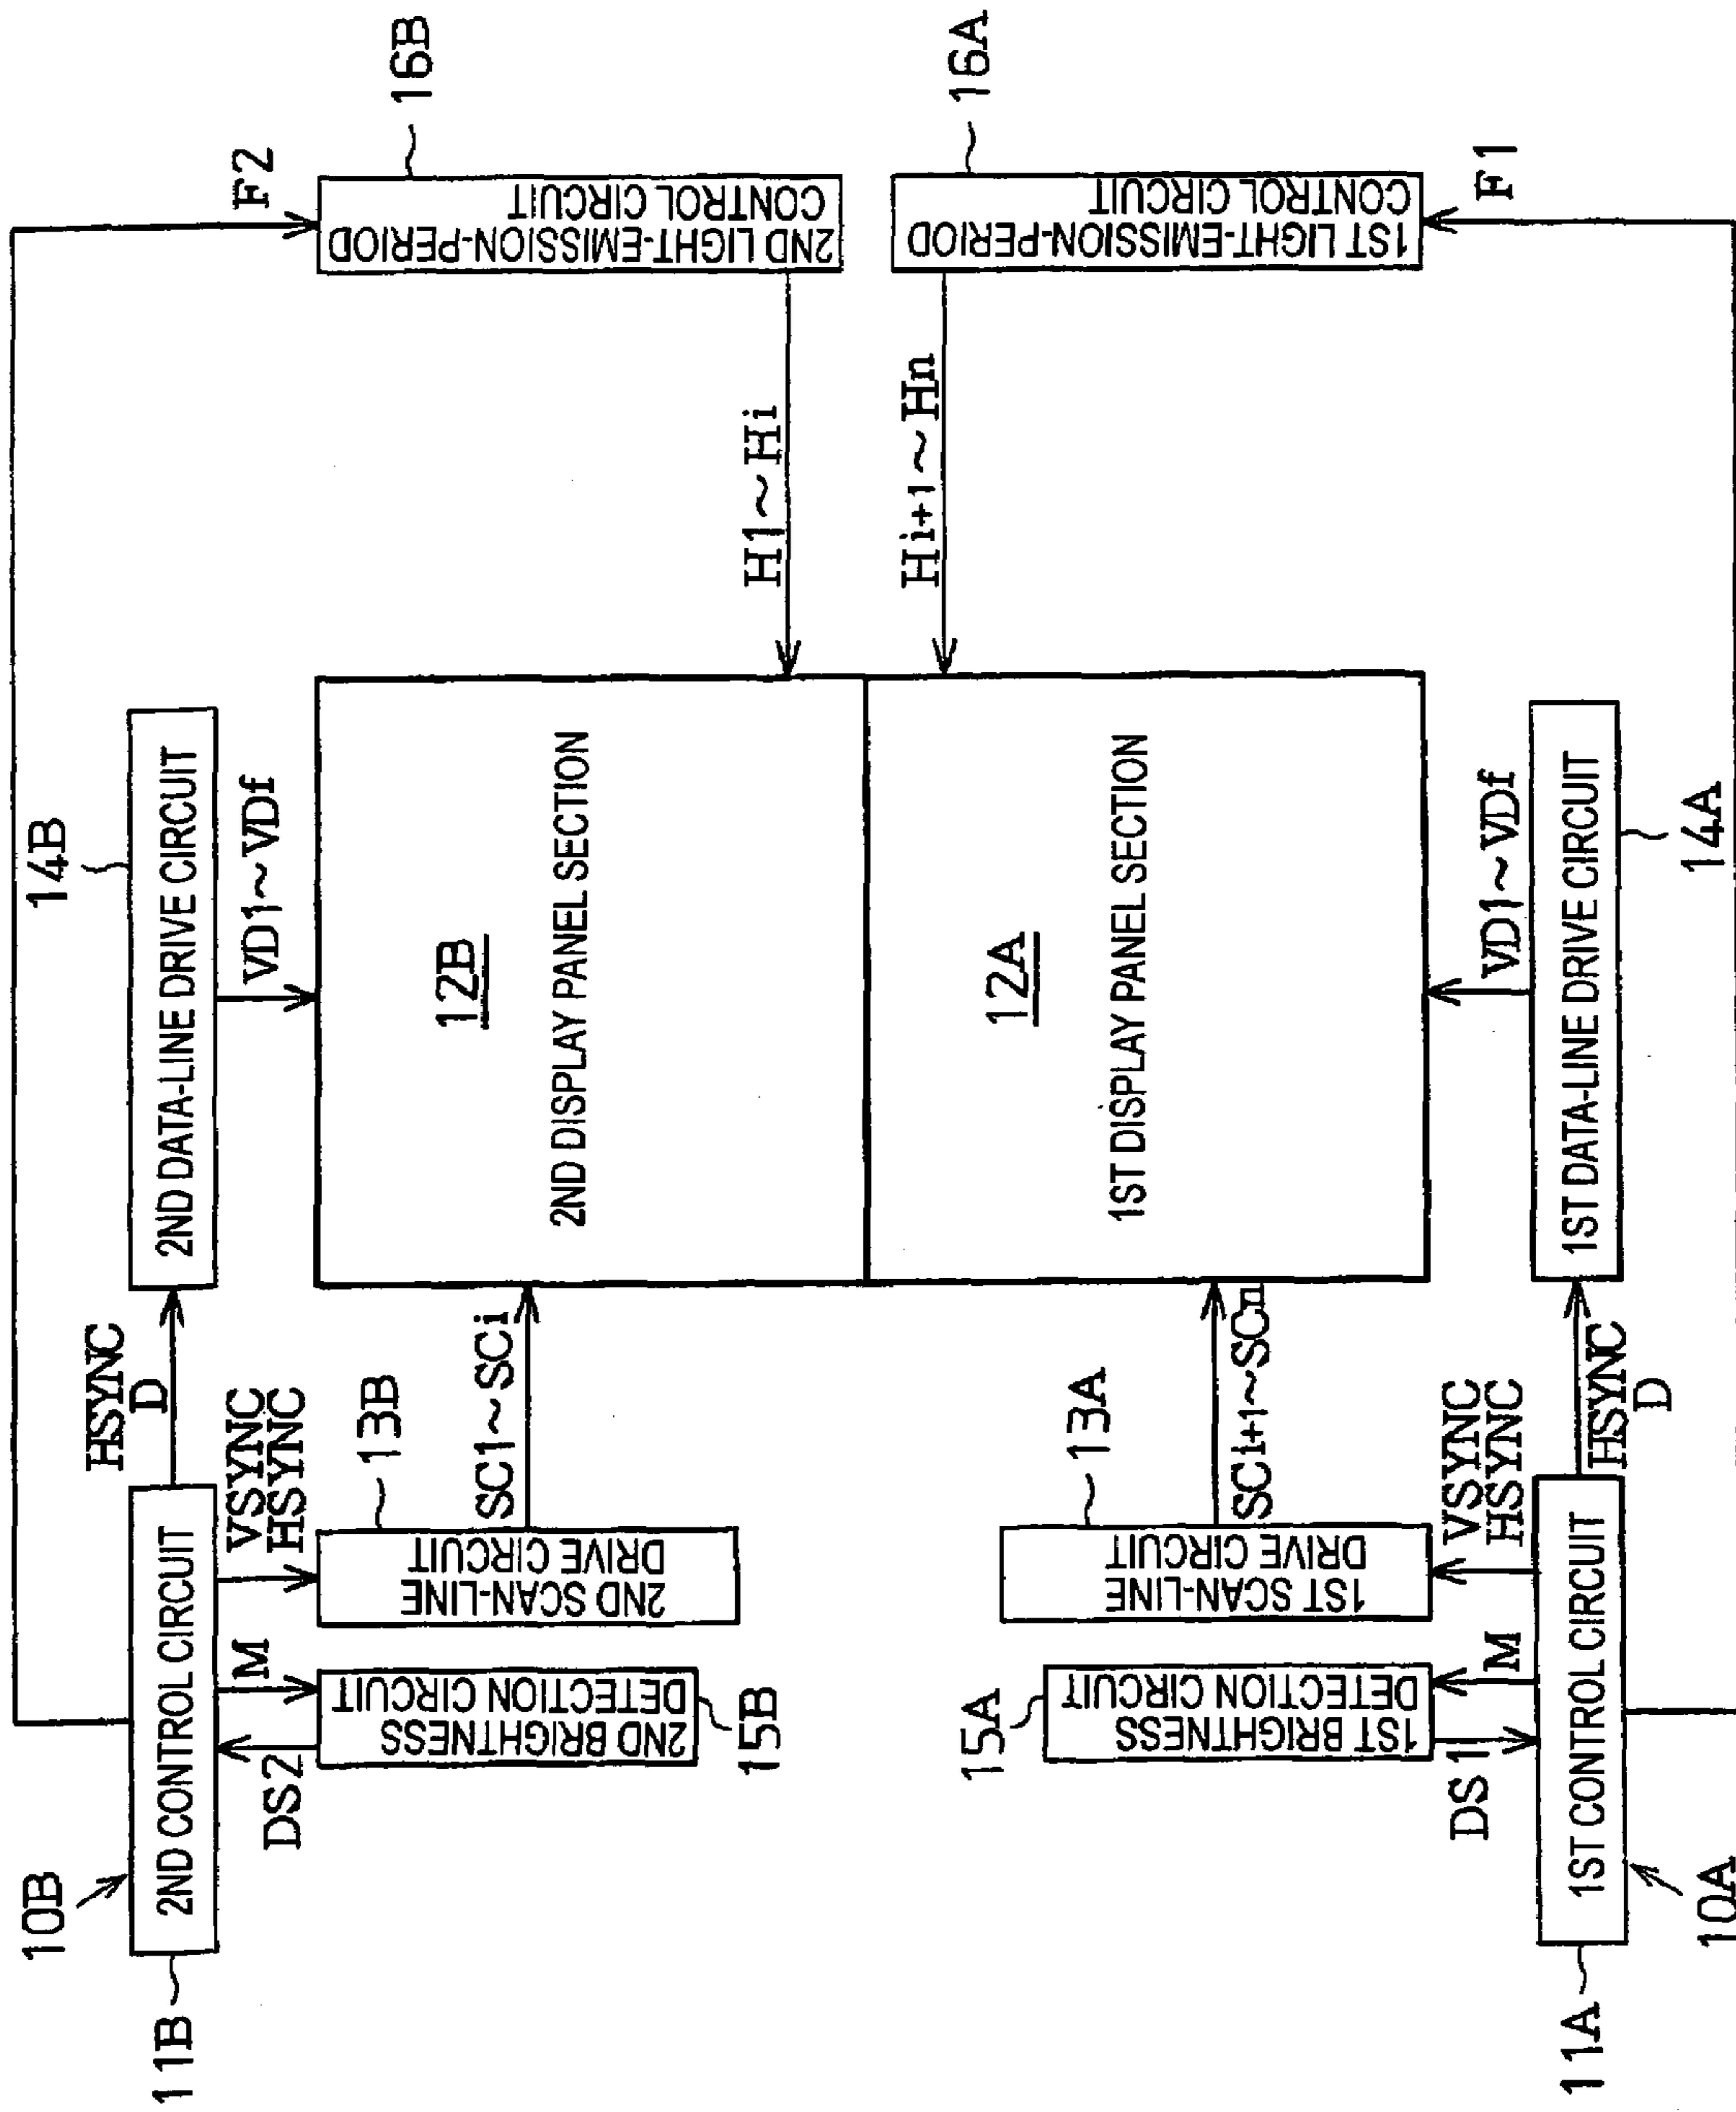 10B
11B
2ND CONTROL CIRCUIT
HSYNC
D
14B
2ND DATA-LINE DRIVE CIRCUIT
F2
DS2
M
VSYNC
HSYNC
VD1~VDf
16B
15B
2ND BRIGHTNESS
DETECTION CIRCUIT
13B
2ND SCAN-LINE
DRIVE CIRCUIT
SC1~SCi
12B
2ND DISPLAY PANEL SECTION
H1~Hi
2ND LIGHT-EMISSION-PERIOD
CONTROL CIRCUIT
15A
1ST BRIGHTNESS
DETECTION CIRCUIT
13A
1ST SCAN-LINE
DRIVE CIRCUIT
SCi+1~SCn
12A
1ST DISPLAY PANEL SECTION
Hi+1~Hn
16A
1ST LIGHT-EMISSION-PERIOD
CONTROL CIRCUIT
DS1
M
VSYNC
HSYNC
VD1~VDf
F1
11A
1ST CONTROL CIRCUIT
HSYNC
D
1ST DATA-LINE DRIVE CIRCUIT
14A
10A